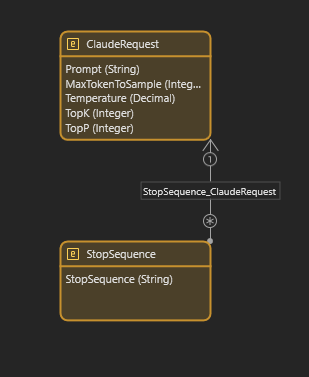 ClaudeRequest
Prompt (String)
MaxTokenToSample (Integ...
Temperature (Decimal)
TopK (Integer)
TopP (Integer)
1
StopSequence_ClaudeRequest
*
StopSequence
StopSequence (String)